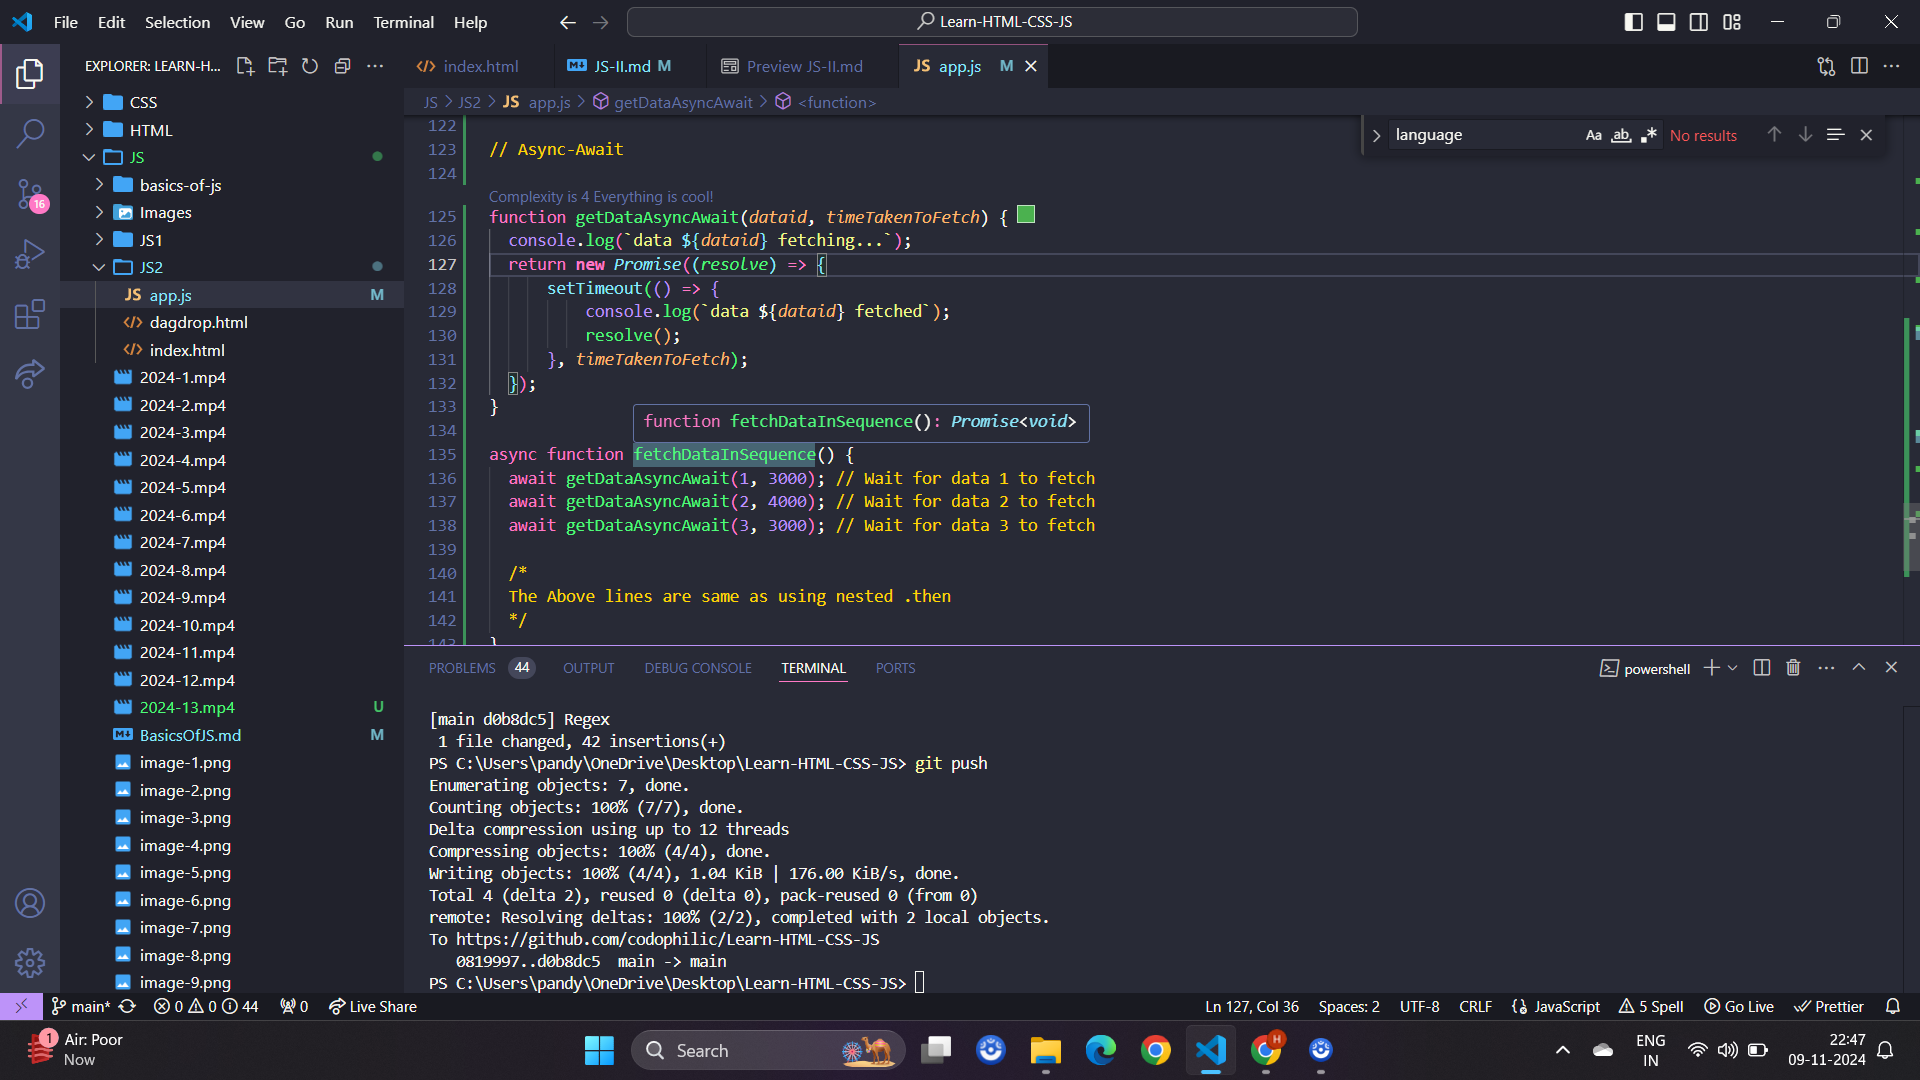 File Edit Selection View Go Run Terminal Help
Learn-HTML-CSS-JS
EXPLORER: LEARN-H...
index.html
JS-II.md M
Preview JS-II.md
JS app.js M
JS > JS2 > JS app.js > getDataAsyncAwait > <function>
language
Aa ab No results
CSS
HTML
JS
basics-of-js
16
Images
JS1
JS2
JS app.js M
dagdrop.html
index.html
2024-1.mp4
2024-2.mp4
2024-3.mp4
2024-4.mp4
2024-5.mp4
2024-6.mp4
2024-7.mp4
2024-8.mp4
2024-9.mp4
2024-10.mp4
2024-11.mp4
2024-12.mp4
2024-13.mp4 U
BasicsOfJS.md M
image-1.png
image-2.png
image-3.png
image-4.png
image-5.png
image-6.png
image-7.png
image-8.png
image-9.png
122
123 // Async-Await
124
Complexity is 4 Everything is cool!
125 function getDataAsyncAwait(dataid, timeTakenToFetch) {
126 console.log(`data ${dataid} fetching...`);
127 return new Promise((resolve) => {
128 setTimeout(() => {
129 console.log(`data ${dataid} fetched`);
130 resolve();
131 }, timeTakenToFetch);
132 });
133 }
function fetchDataInSequence(): Promise<void>
134
135 async function fetchDataInSequence() {
136 await getDataAsyncAwait(1, 3000); // Wait for data 1 to fetch
137 await getDataAsyncAwait(2, 4000); // Wait for data 2 to fetch
138 await getDataAsyncAwait(3, 3000); // Wait for data 3 to fetch
139
140 /*
141 The Above lines are same as using nested .then
142 */
143 }
PROBLEMS 44 OUTPUT DEBUG CONSOLE TERMINAL PORTS
powershell
[main d0b8dc5] Regex
1 file changed, 42 insertions(+)
PS C:\Users\pandy\OneDrive\Desktop\Learn-HTML-CSS-JS> git push
Enumerating objects: 7, done.
Counting objects: 100% (7/7), done.
Delta compression using up to 12 threads
Compressing objects: 100% (4/4), done.
Writing objects: 100% (4/4), 1.04 KiB | 176.00 KiB/s, done.
Total 4 (delta 2), reused 0 (delta 0), pack-reused 0 (from 0)
remote: Resolving deltas: 100% (2/2), completed with 2 local objects.
To https://github.com/codophilic/Learn-HTML-CSS-JS
0819997..d0b8dc5 main -> main
PS C:\Users\pandy\OneDrive\Desktop\Learn-HTML-CSS-JS>
main* 0 0 44 0 Live Share
Ln 127, Col 36 Spaces: 2 UTF-8 CRLF JavaScript 5 Spell Go Live Prettier
1
Air: Poor
Now
Search
H
ENG
IN
22:47
09-11-2024